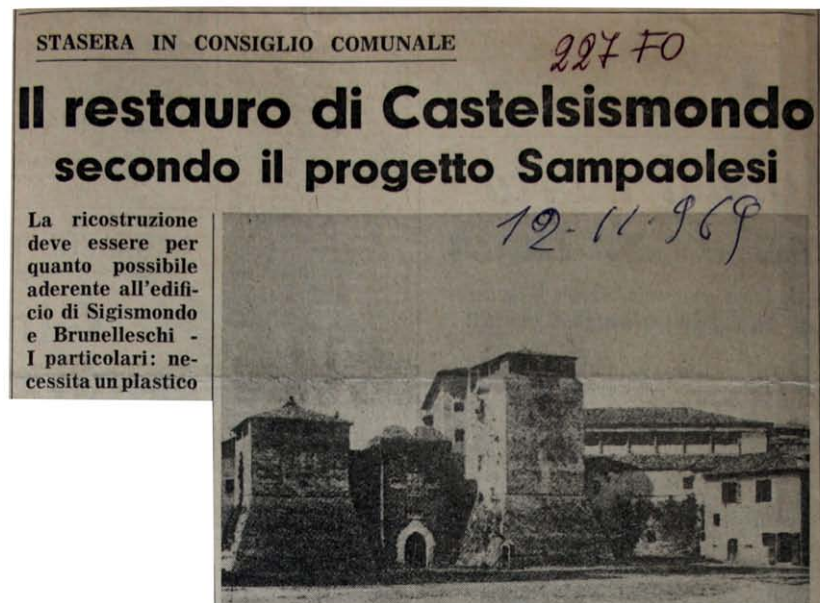 STASERA IN CONSIGLIO COMUNALE
227 FO
Il restauro di Castelsismondo
secondo il progetto Sampaolesi
12-11-969
La ricostruzione
deve essere per
quanto possibile
aderente all'edifi-
cio di Sigismondo
e Brunelleschi -
I particolari: ne-
cessita un plastico